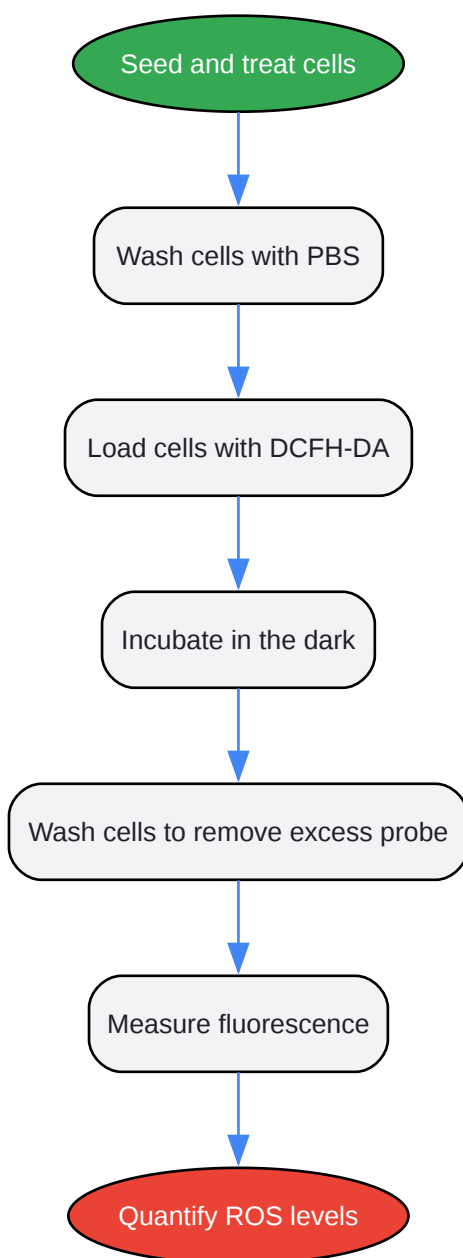 Seed and treat cells
Wash cells with PBS
Load cells with DCFH-DA
Incubate in the dark
Wash cells to remove excess probe
Measure fluorescence
Quantify ROS levels